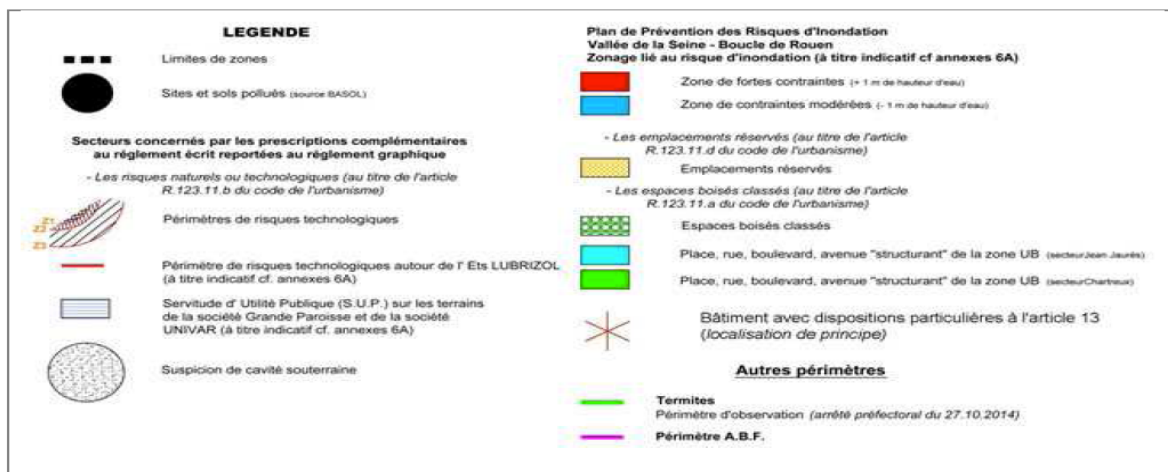 LEGENDE
Limites de zones
Sites et sols pollués (source BASOL)
Secteurs concernés par les prescriptions complémentaires
au réglement écrit reportées au réglement graphique
- Les risques naturels ou technologiques (au titre de l'article
R.123.11.b du code de l'urbanisme)
Z1
Z2
Z3
Périmètres de risques technologiques
Périmètre de risques technologiques autour de l' Ets LUBRIZOL
(à titre indicatif cf. annexes 6A)
Servitude d' Utilité Publique (S.U.P.) sur les terrains
de la société Grande Paroisse et de la société
UNIVAR (à titre indicatif cf. annexes 6A)
Suspicion de cavité souterraine
Plan de Prévention des Risques d'Inondation
Vallée de la Seine - Boucle de Rouen
Zonage lié au risque d'inondation (à titre indicatif cf annexes 6A)
Zone de fortes contraintes (+ 1 m de hauteur d'eau)
Zone de contraintes modérées (- 1 m de hauteur d'eau)
- Les emplacements réservés (au titre de l'article
R.123.11.d du code de l'urbanisme)
Emplacements réservés
- Les espaces boisés classés (au titre de l'article
R.123.11.a du code de l'urbanisme)
Espaces boisés classés
Place, rue, boulevard, avenue "structurant" de la zone UB (secteurJean Jaurés)
Place, rue, boulevard, avenue "structurant" de la zone UB (secteurChartreux)
Bâtiment avec dispositions particulières à l'article 13
(localisation de principe)
Autres périmètres
Termites
Périmètre d'observation (arrêté préfectoral du 27.10.2014)
Périmètre A.B.F.